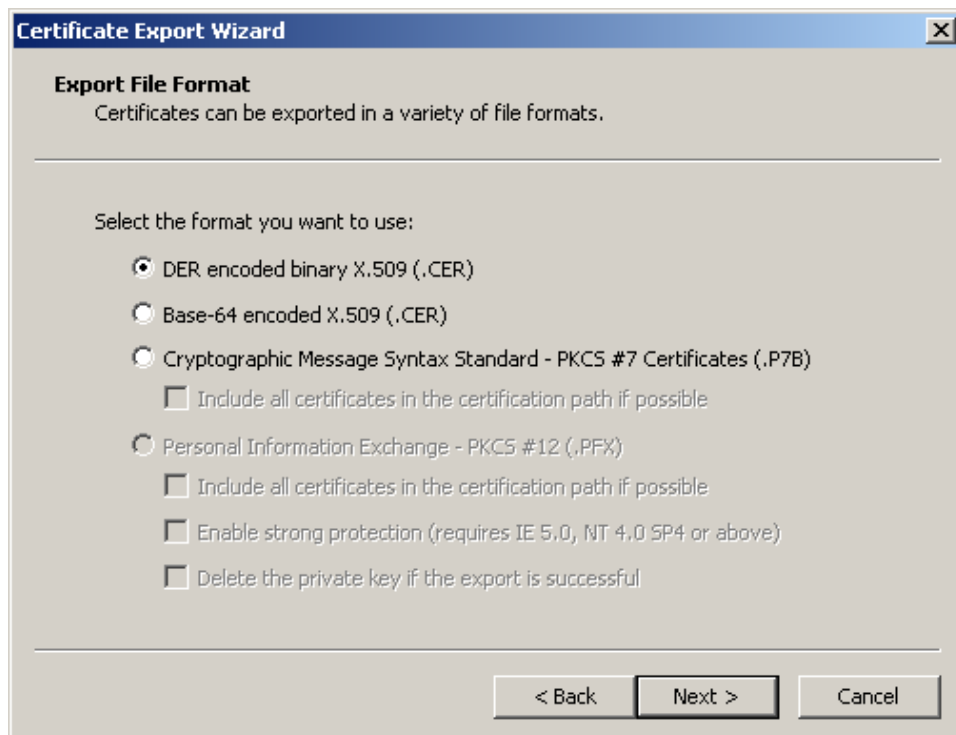 Certificate Export Wizard
Export File Format
Certificates can be exported in a variety of file formats.
Select the format you want to use:
DER encoded binary X.509 (.CER)
Base-64 encoded X.509 (.CER)
Cryptographic Message Syntax Standard - PKCS #7 Certificates (.P7B)
Include all certificates in the certification path if possible
Personal Information Exchange - PKCS #12 (.PFX)
Include all certificates in the certification path if possible
Enable strong protection (requires IE 5.0, NT 4.0 SP4 or above)
Delete the private key if the export is successful
< Back Next > Cancel